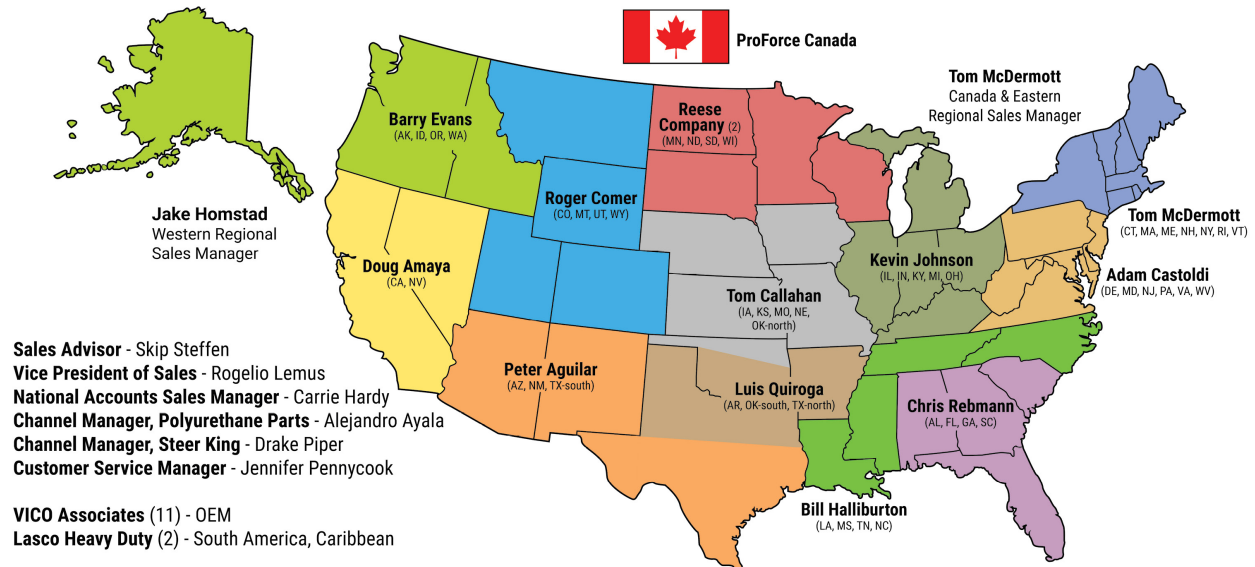 ProForce Canada
Tom McDermott
Canada & Eastern
Regional Sales Manager
Barry Evans
(AK, ID, OR, WA)
Reese
Company (2)
(MN, ND, SD, WI)
Roger Comer
(CO, MT, UT, WY)
Jake Homstad
Western Regional
Sales Manager
Tom McDermott
(CT, MA, ME, NH, NY, RI, VT)
Doug Amaya
(CA, NV)
Kevin Johnson
(IL, IN, KY, MI, OH)
Adam Castoldi
(DE, MD, NJ, PA, VA, WV)
Tom Callahan
(IA, KS, MO, NE,
OK-north)
Peter Aguilar
(AZ, NM, TX-south)
Luis Quiroga
(AR, OK-south, TX-north)
Chris Rebmann
(AL, FL, GA, SC)
Bill Halliburton
(LA, MS, TN, NC)
Sales Advisor - Skip Steffen
Vice President of Sales - Rogelio Lemus
National Accounts Sales Manager - Carrie Hardy
Channel Manager, Polyurethane Parts - Alejandro Ayala
Channel Manager, Steer King - Drake Piper
Customer Service Manager - Jennifer Pennycook
VICO Associates (11) - OEM
Lasco Heavy Duty (2) - South America, Caribbean